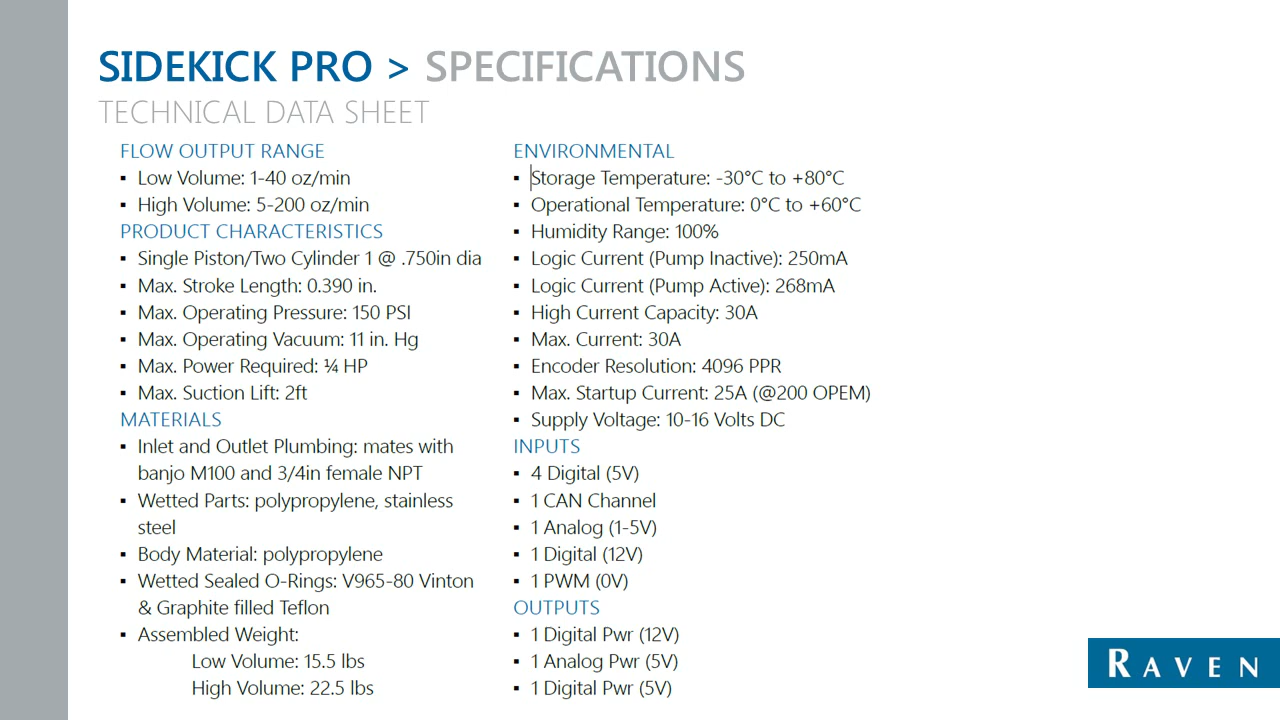 SIDEKICK PRO > SPECIFICATIONS
TECHNICAL DATA SHEET
FLOW OUTPUT RANGE
▪ Low Volume: 1-40 oz/min
▪ High Volume: 5-200 oz/min
PRODUCT CHARACTERISTICS
▪ Single Piston/Two Cylinder 1 @ .750in dia
▪ Max. Stroke Length: 0.390 in.
▪ Max. Operating Pressure: 150 PSI
▪ Max. Operating Vacuum: 11 in. Hg
▪ Max. Power Required: ¼ HP
▪ Max. Suction Lift: 2ft
MATERIALS
▪ Inlet and Outlet Plumbing: mates with
banjo M100 and 3/4in female NPT
▪ Wetted Parts: polypropylene, stainless
steel
▪ Body Material: polypropylene
▪ Wetted Sealed O-Rings: V965-80 Vinton
& Graphite filled Teflon
▪ Assembled Weight:
Low Volume: 15.5 lbs
High Volume: 22.5 lbs
ENVIRONMENTAL
▪ Storage Temperature: -30°C to +80°C
▪ Operational Temperature: 0°C to +60°C
▪ Humidity Range: 100%
▪ Logic Current (Pump Inactive): 250mA
▪ Logic Current (Pump Active): 268mA
▪ High Current Capacity: 30A
▪ Max. Current: 30A
▪ Encoder Resolution: 4096 PPR
▪ Max. Startup Current: 25A (@200 OPEM)
▪ Supply Voltage: 10-16 Volts DC
INPUTS
▪ 4 Digital (5V)
▪ 1 CAN Channel
▪ 1 Analog (1-5V)
▪ 1 Digital (12V)
▪ 1 PWM (0V)
OUTPUTS
▪ 1 Digital Pwr (12V)
▪ 1 Analog Pwr (5V)
▪ 1 Digital Pwr (5V)
RAVEN